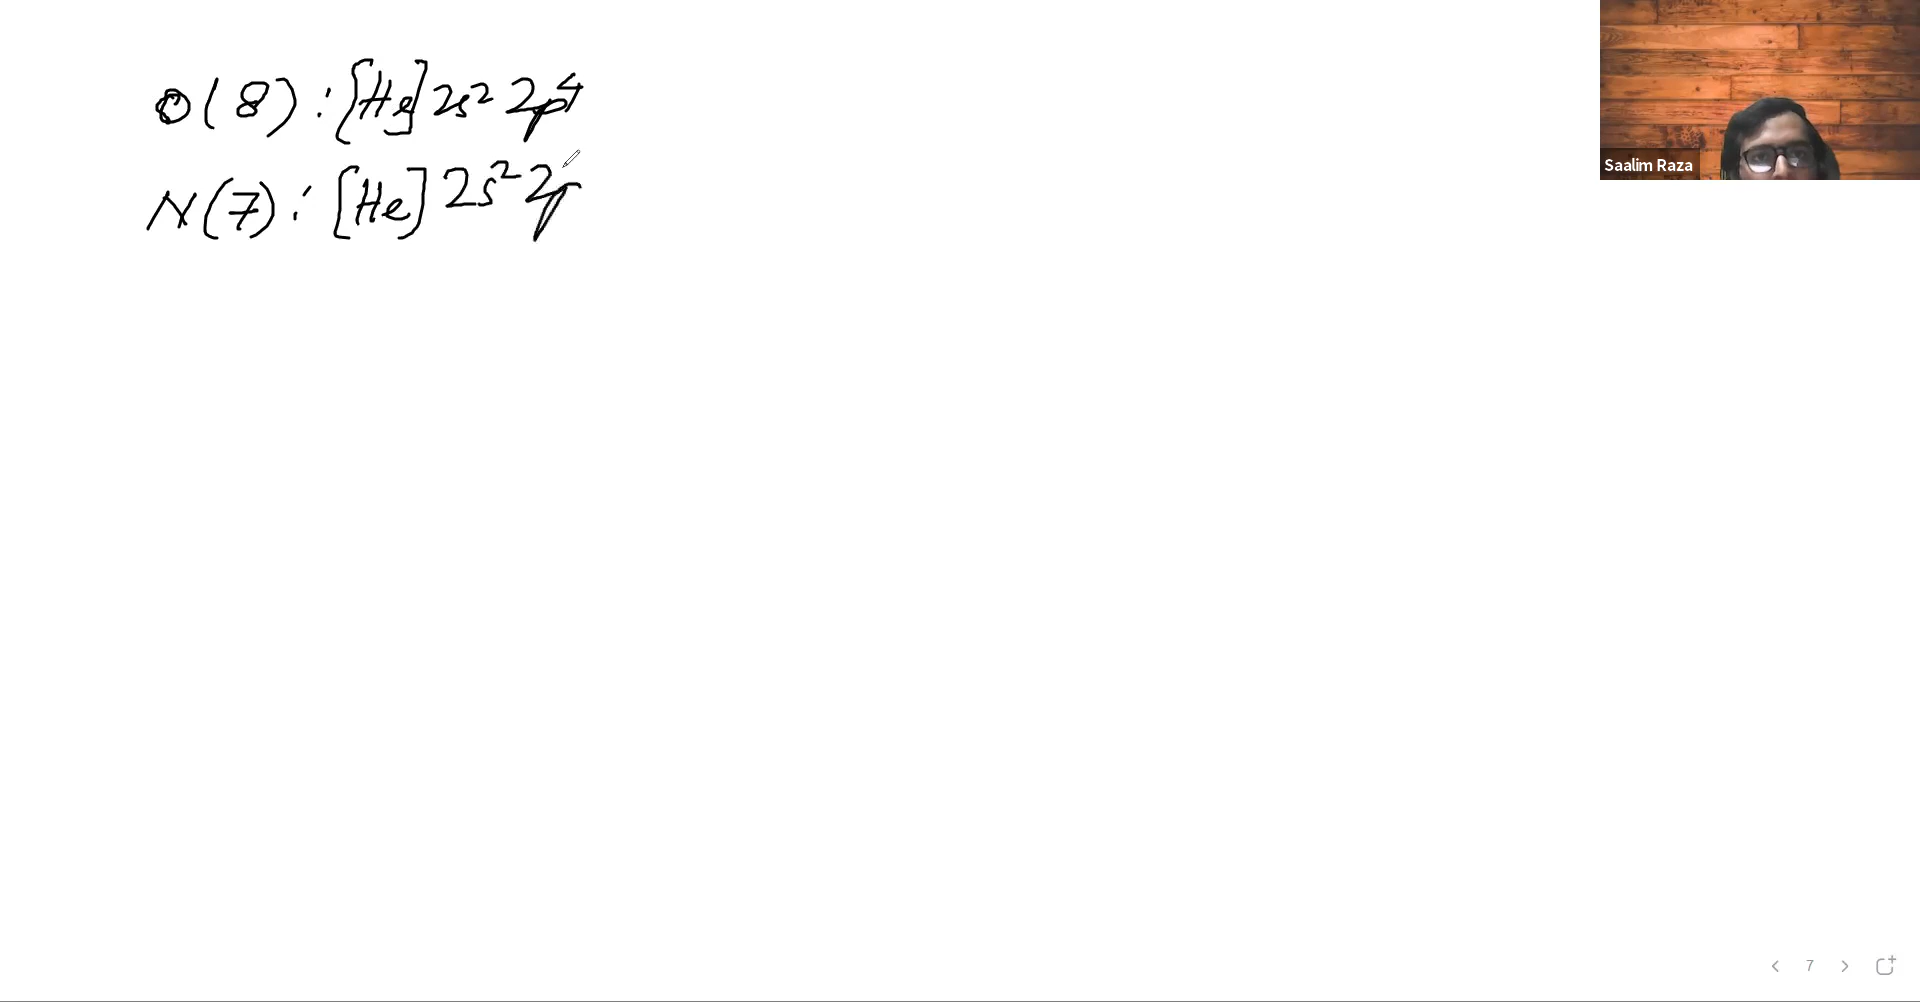 O(8) : [He] 2s² 2p⁴
N(7) : [He] 2s² 2p
Saalim Raza
7